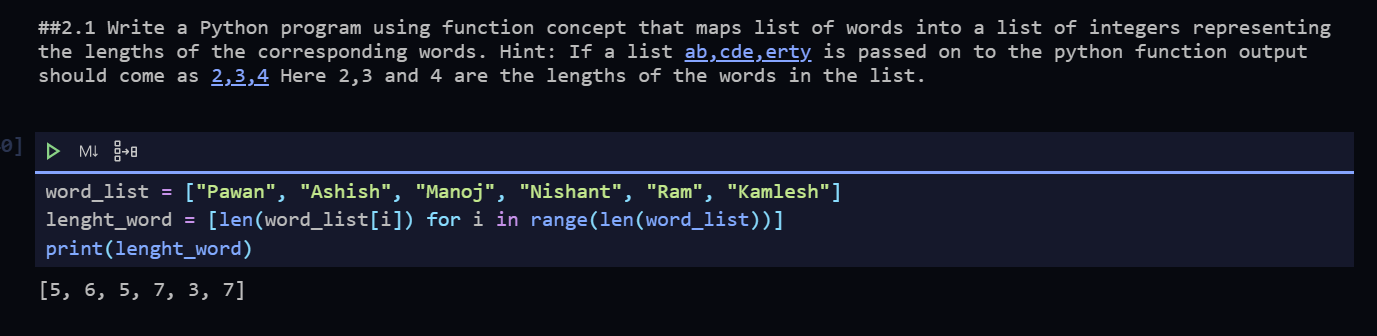 ##2.1 Write a Python program using function concept that maps list of words into a list of integers representing
the lengths of the corresponding words. Hint: If a list ab,cde,erty is passed on to the python function output
should come as 2,3,4 Here 2,3 and 4 are the lengths of the words in the list.
0]
M↓
word_list = ["Pawan", "Ashish", "Manoj", "Nishant", "Ram", "Kamlesh"]
lenght_word = [len(word_list[i]) for i in range(len(word_list))]
print(lenght_word)
[5, 6, 5, 7, 3, 7]